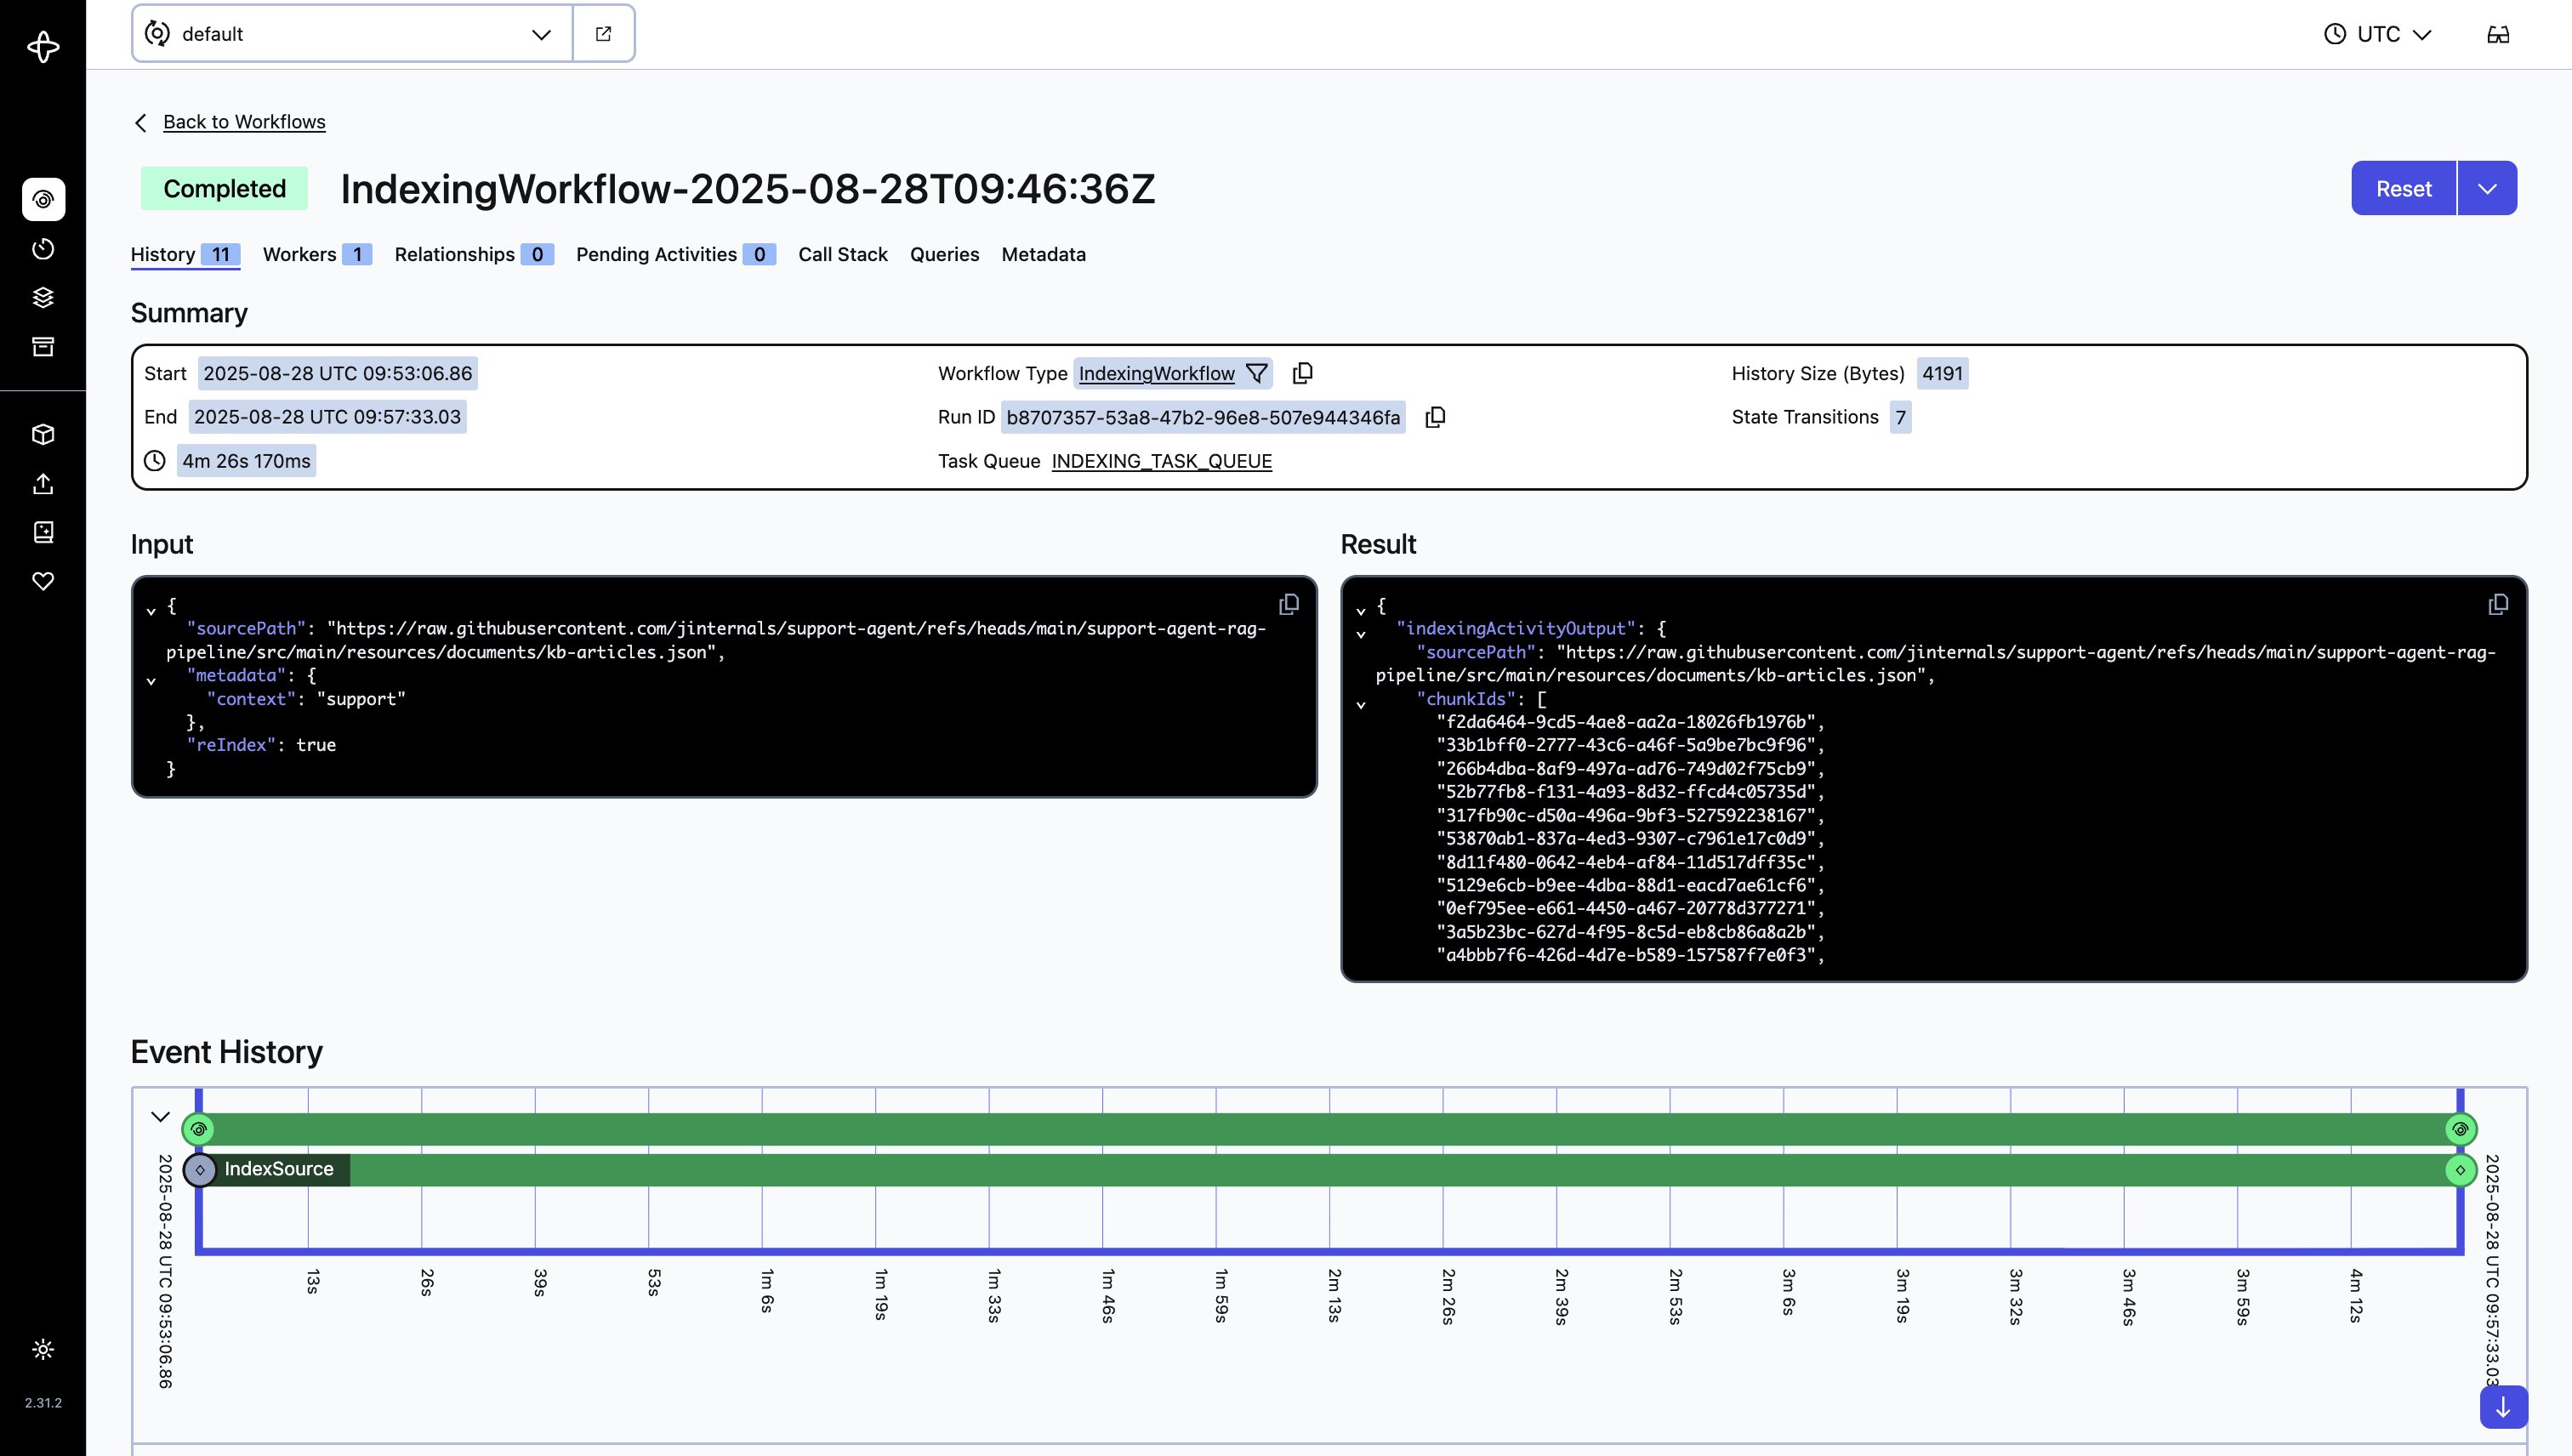 default
UTC
Back to Workflows
Completed
IndexingWorkflow-2025-08-28T09:46:36Z
Reset
History 11 Workers 1 Relationships 0 Pending Activities 0 Call Stack Queries Metadata
Summary
Start 2025-08-28 UTC 09:53:06.86
Workflow Type IndexingWorkflow
History Size (Bytes) 4191
End 2025-08-28 UTC 09:57:33.03
Run ID b8707357-53a8-47b2-96e8-507e944346fa
State Transitions 7
4m 26s 170ms
Task Queue INDEXING_TASK_QUEUE
Input
{
"sourcePath": "https://raw.githubusercontent.com/jinternals/support-agent/refs/heads/main/support-agent-rag-
pipeline/src/main/resources/documents/kb-articles.json",
"metadata": {
"context": "support"
},
"reIndex": true
}
Result
{
"indexingActivityOutput": {
"sourcePath": "https://raw.githubusercontent.com/jinternals/support-agent/refs/heads/main/support-agent-rag-
pipeline/src/main/resources/documents/kb-articles.json",
"chunkIds": [
"f2da6464-9cd5-4ae8-aa2a-18026fb1976b",
"33b1bff0-2777-43c6-a46f-5a9be7bc9f96",
"266b4dba-8af9-497a-ad76-749d02f75cb9",
"52b77fb8-f131-4a93-8d32-ffcd4c05735d",
"317fb90c-d50a-496a-9bf3-527592238167",
"53870ab1-837a-4ed3-9307-c7961e17c0d9",
"8d11f480-0642-4eb4-af84-11d517dff35c",
"5129e6cb-b9ee-4dba-88d1-eacd7ae61cf6",
"0ef795ee-e661-4450-a467-20778d377271",
"3a5b23bc-627d-4f95-8c5d-eb8cb86a8a2b",
"a4bbb7f6-426d-4d7e-b589-157587f7e0f3",
Event History
IndexSource
2025-08-28 UTC 09:53:06.86
13s
26s
39s
53s
1m 6s
1m 19s
1m 33s
1m 46s
1m 59s
2m 13s
2m 26s
2m 39s
2m 53s
3m 6s
3m 19s
3m 32s
3m 46s
3m 59s
4m 12s
2025-08-28 UTC 09:57:33.03
2.31.2